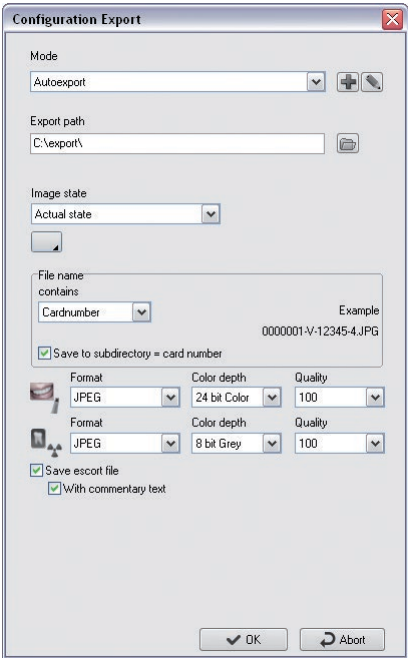 Configuration Export
Mode
Autoexport
Export path
C:\export\
Image state
Actual state
File name
contains
Cardnumber
Example
0000001-V-12345-4.JPG
Save to subdirectory = card number
Format Color depth Quality
JPEG 24 bit Color 100
Format Color depth Quality
JPEG 8 bit Grey 100
Save escort file
With commentary text
OK Abort